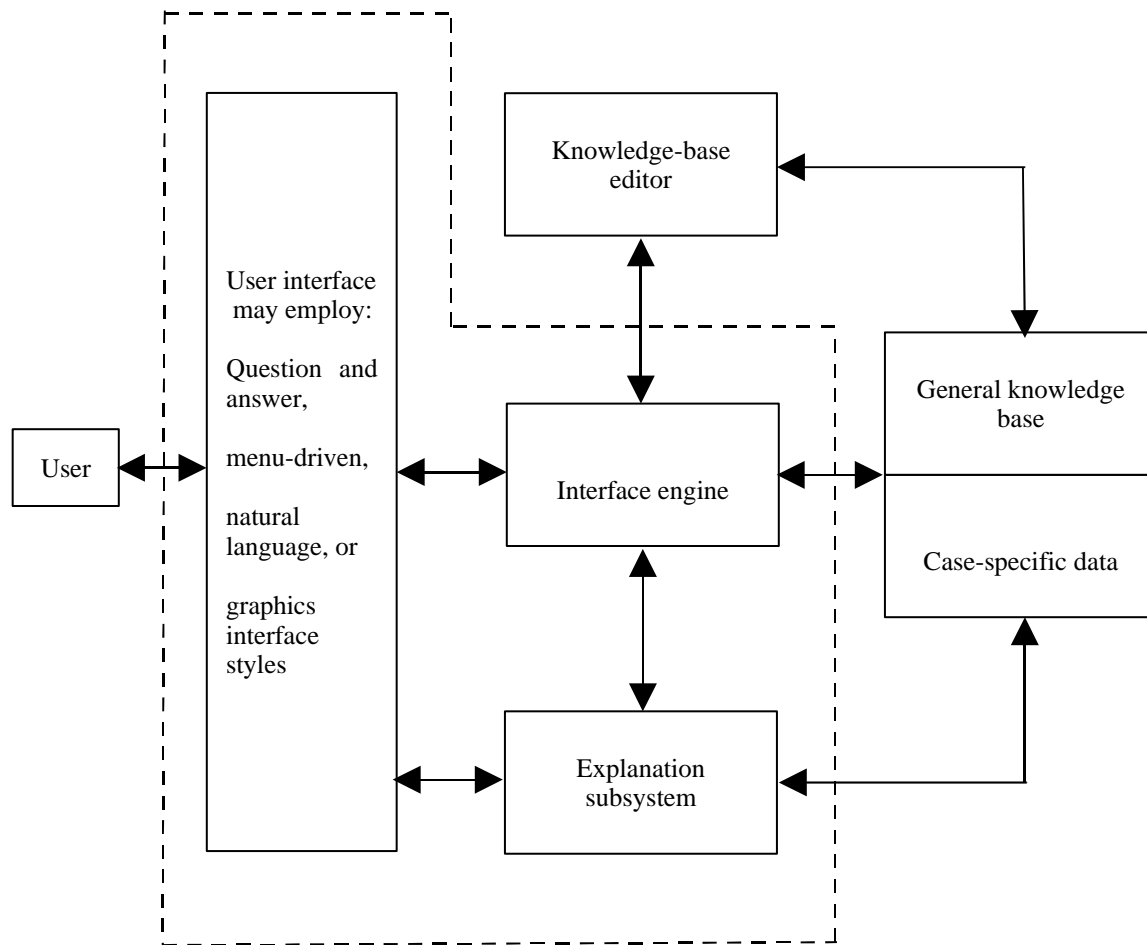 User
User interface
may employ:
Question and
answer,
menu-driven,
natural
language, or
graphics
interface
styles
Knowledge-base
editor
Interface engine
Explanation
subsystem
General knowledge
base
Case-specific data